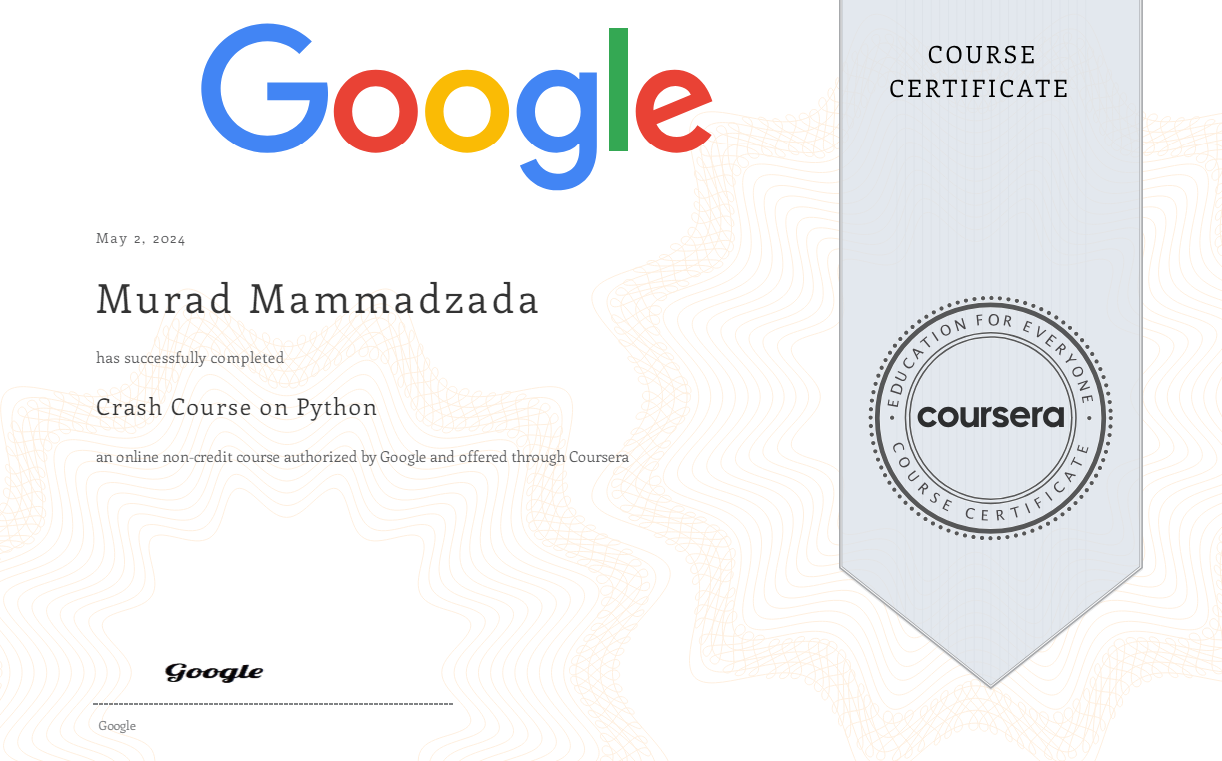 Google
COURSE
CERTIFICATE
May 2, 2024
Murad Mammadzada
has successfully completed
Crash Course on Python
an online non-credit course authorized by Google and offered through Coursera
EDUCATION FOR EVERYONE
coursera
COURSE CERTIFICATE
Google
Google